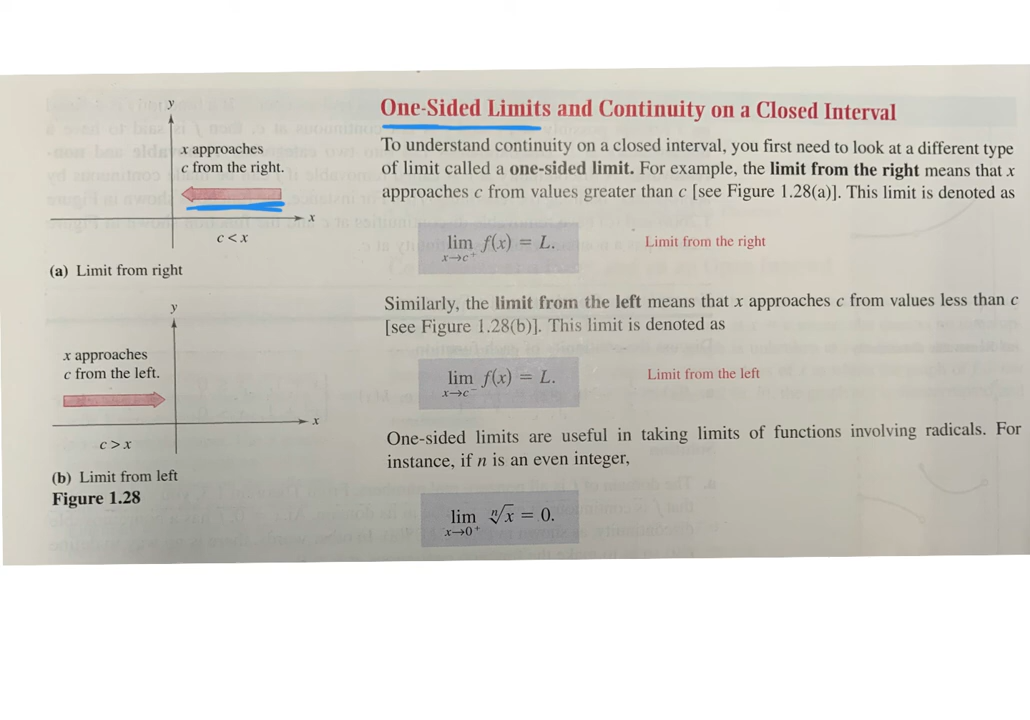 y
x approaches
c from the right.
x
c < x
(a) Limit from right
y
x approaches
c from the left.
x
c > x
(b) Limit from left
Figure 1.28
One-Sided Limits and Continuity on a Closed Interval
To understand continuity on a closed interval, you first need to look at a different type
of limit called a one-sided limit. For example, the limit from the right means that x
approaches c from values greater than c [see Figure 1.28(a)]. This limit is denoted as
lim f(x) = L. Limit from the right
x→c⁺
Similarly, the limit from the left means that x approaches c from values less than c
[see Figure 1.28(b)]. This limit is denoted as
lim f(x) = L. Limit from the left
x→c⁻
One-sided limits are useful in taking limits of functions involving radicals. For
instance, if n is an even integer,
lim ⁿ√x = 0.
x→0⁺